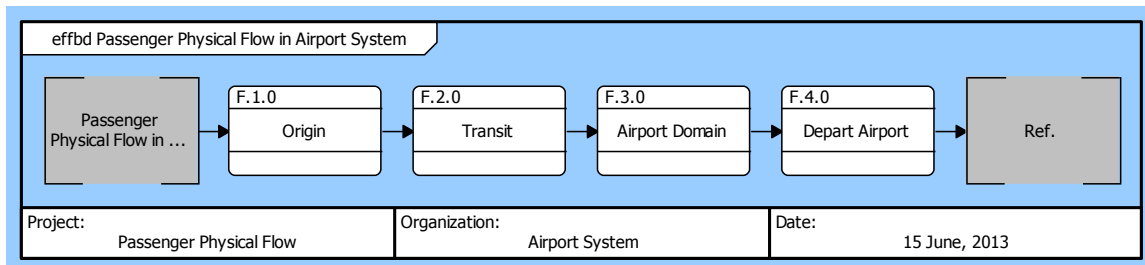 effbd Passenger Physical Flow in Airport System
Passenger
Physical Flow in ...
F.1.0
Origin
F.2.0
Transit
F.3.0
Airport Domain
F.4.0
Depart Airport
Ref.
Project:
Passenger Physical Flow
Organization:
Airport System
Date:
15 June, 2013